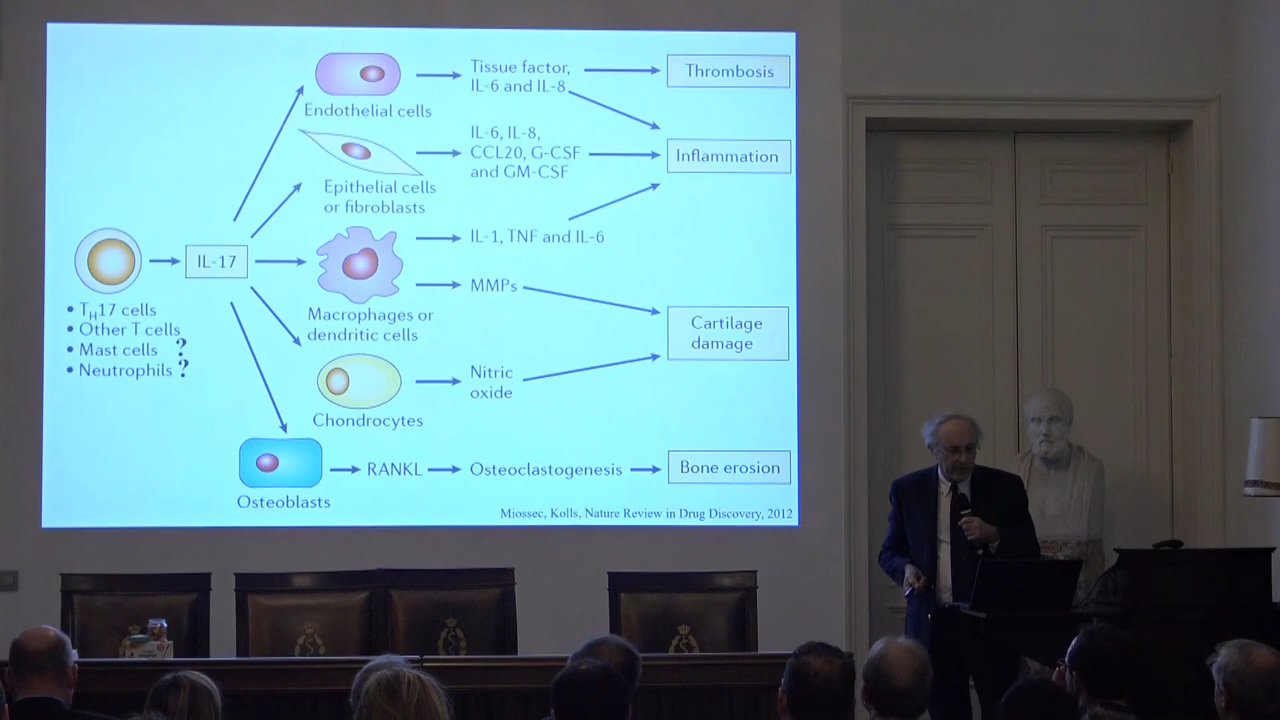 Tissue factor,
IL-6 and IL-8
Thrombosis
Endothelial cells
IL-6, IL-8,
CCL20, G-CSF
and GM-CSF
Inflammation
Epithelial cells
or fibroblasts
IL-17
IL-1, TNF and IL-6
MMPs
• TH17 cells
• Other T cells
• Mast cells ?
• Neutrophils ?
Macrophages or
dendritic cells
Cartilage
damage
Nitric
oxide
Chondrocytes
RANKL
Osteoclastogenesis
Bone erosion
Osteoblasts
Miossec, Kolls, Nature Review in Drug Discovery, 2012